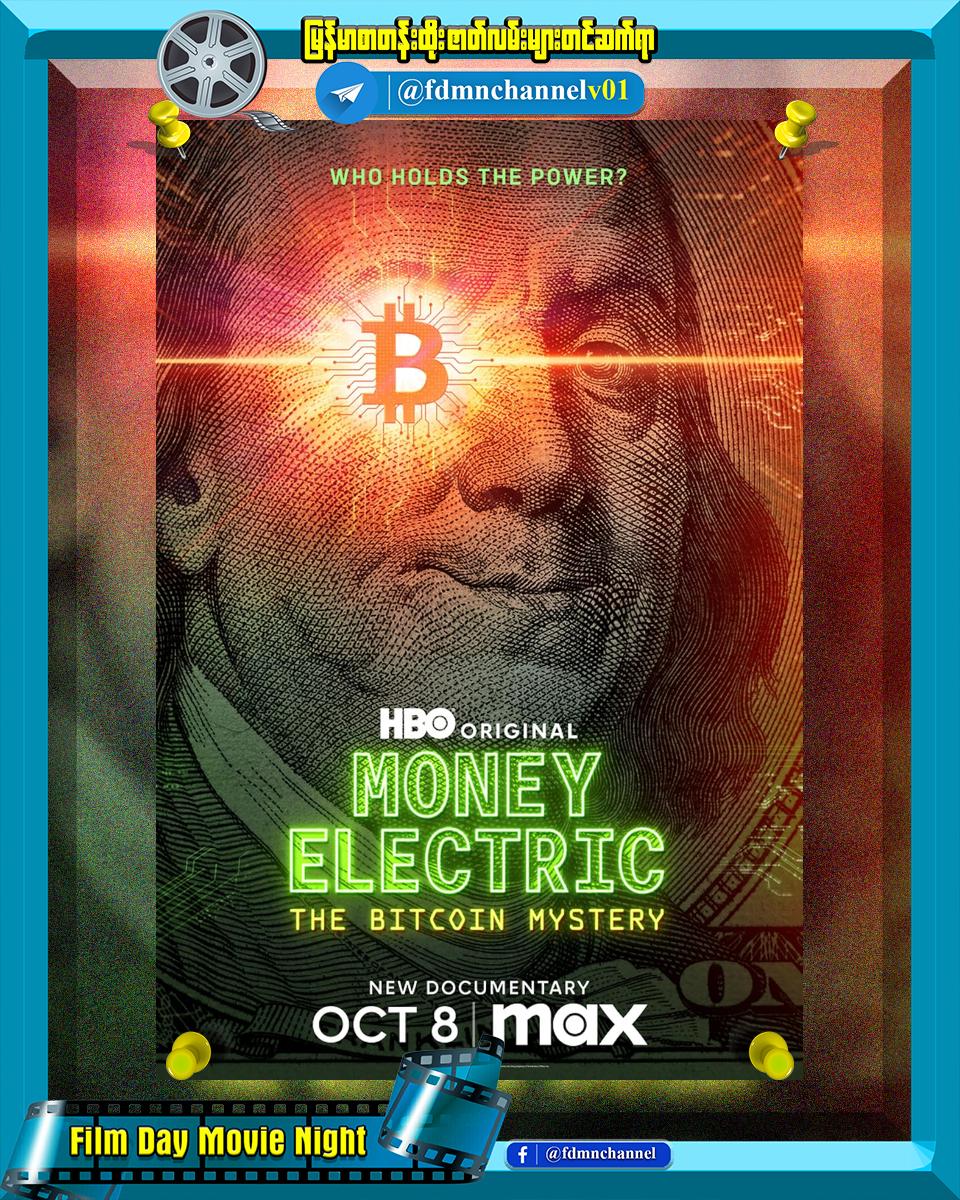 မြန်မာစာတန်းထိုးဇာတ်လမ်းများတင်ဆက်ရာ
@fdmnchannelv01
WHO HOLDS THE POWER?
B
HBO ORIGINAL
MONEY
ELECTRIC
THE BITCOIN MYSTERY
NEW DOCUMENTARY
OCT 8 | max
Film Day Movie Night
f | @fdmnchannel